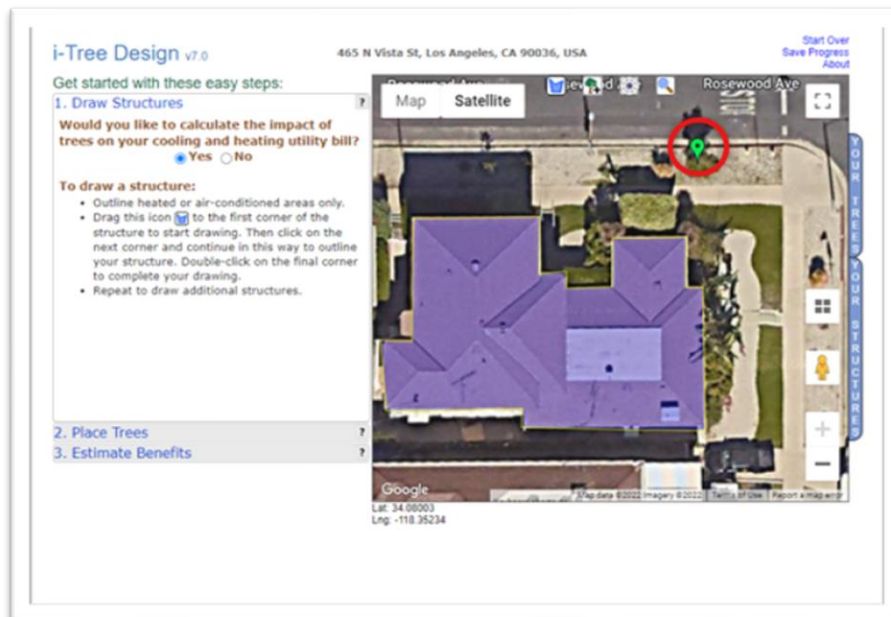 i-Tree Design v7.0
465 N Vista St, Los Angeles, CA 90036, USA
Start Over
Save Progress
About
Get started with these easy steps:
1. Draw Structures ?
Would you like to calculate the impact of
trees on your cooling and heating utility bill?
Yes No
To draw a structure:
Outline heated or air-conditioned areas only.
Drag this icon to the first corner of the
structure to start drawing. Then click on the
next corner and continue in this way to outline
your structure. Double-click on the final corner
to complete your drawing.
Repeat to draw additional structures.
2. Place Trees ?
3. Estimate Benefits ?
Rosewood Ave
Map Satellite
YOUR TREES
YOUR STRUCTURES
Google
Map data ©2022 Imagery ©2022 Terms of Use Report a map error
Lat: 34.08003
Lng: -118.35234